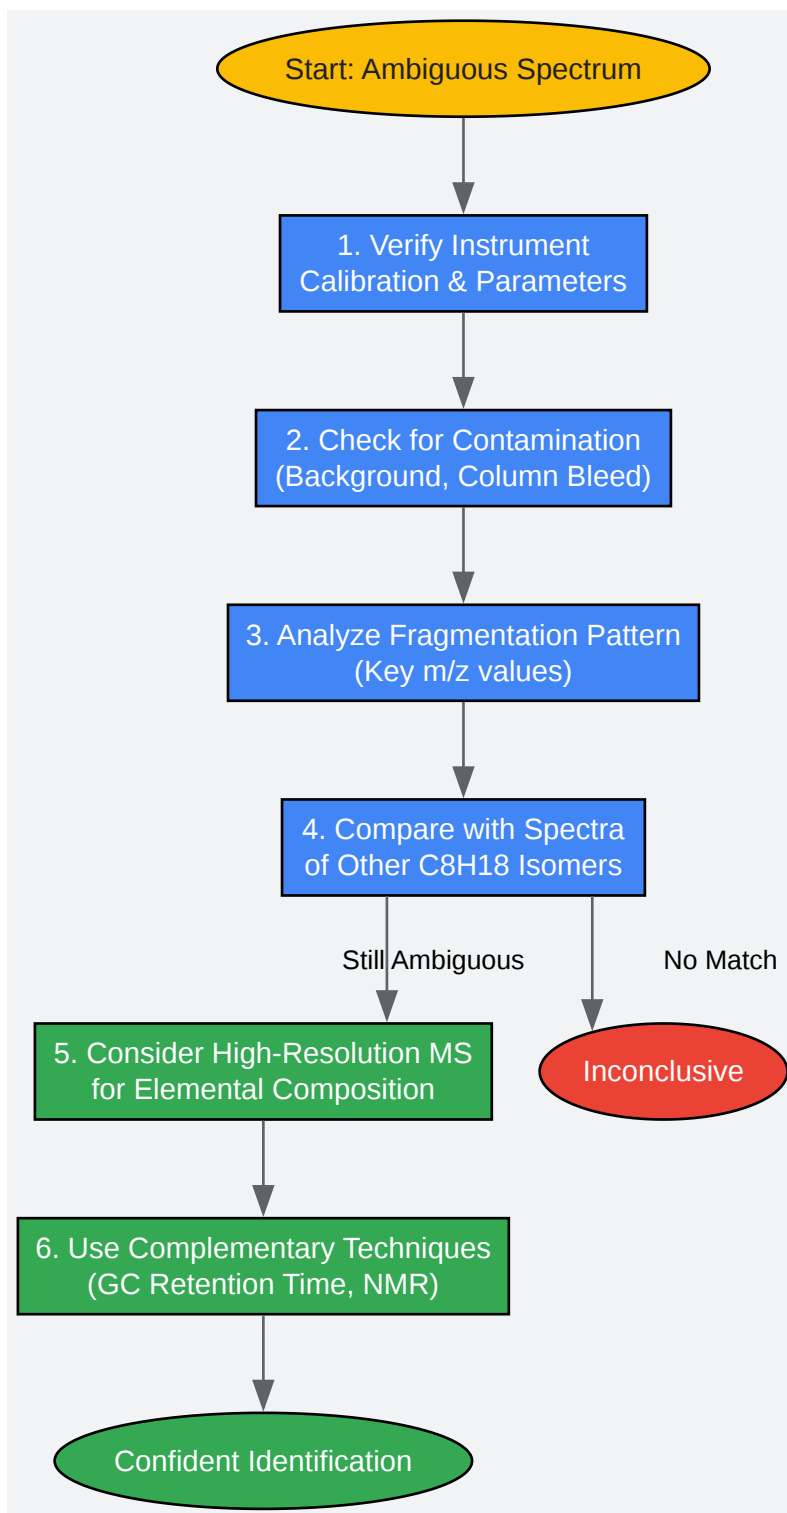 Start: Ambiguous Spectrum
1. Verify Instrument
Calibration & Parameters
2. Check for Contamination
(Background, Column Bleed)
3. Analyze Fragmentation Pattern
(Key m/z values)
4. Compare with Spectra
of Other C8H18 Isomers
Still Ambiguous
No Match
5. Consider High-Resolution MS
for Elemental Composition
Inconclusive
6. Use Complementary Techniques
(GC Retention Time, NMR)
Confident Identification